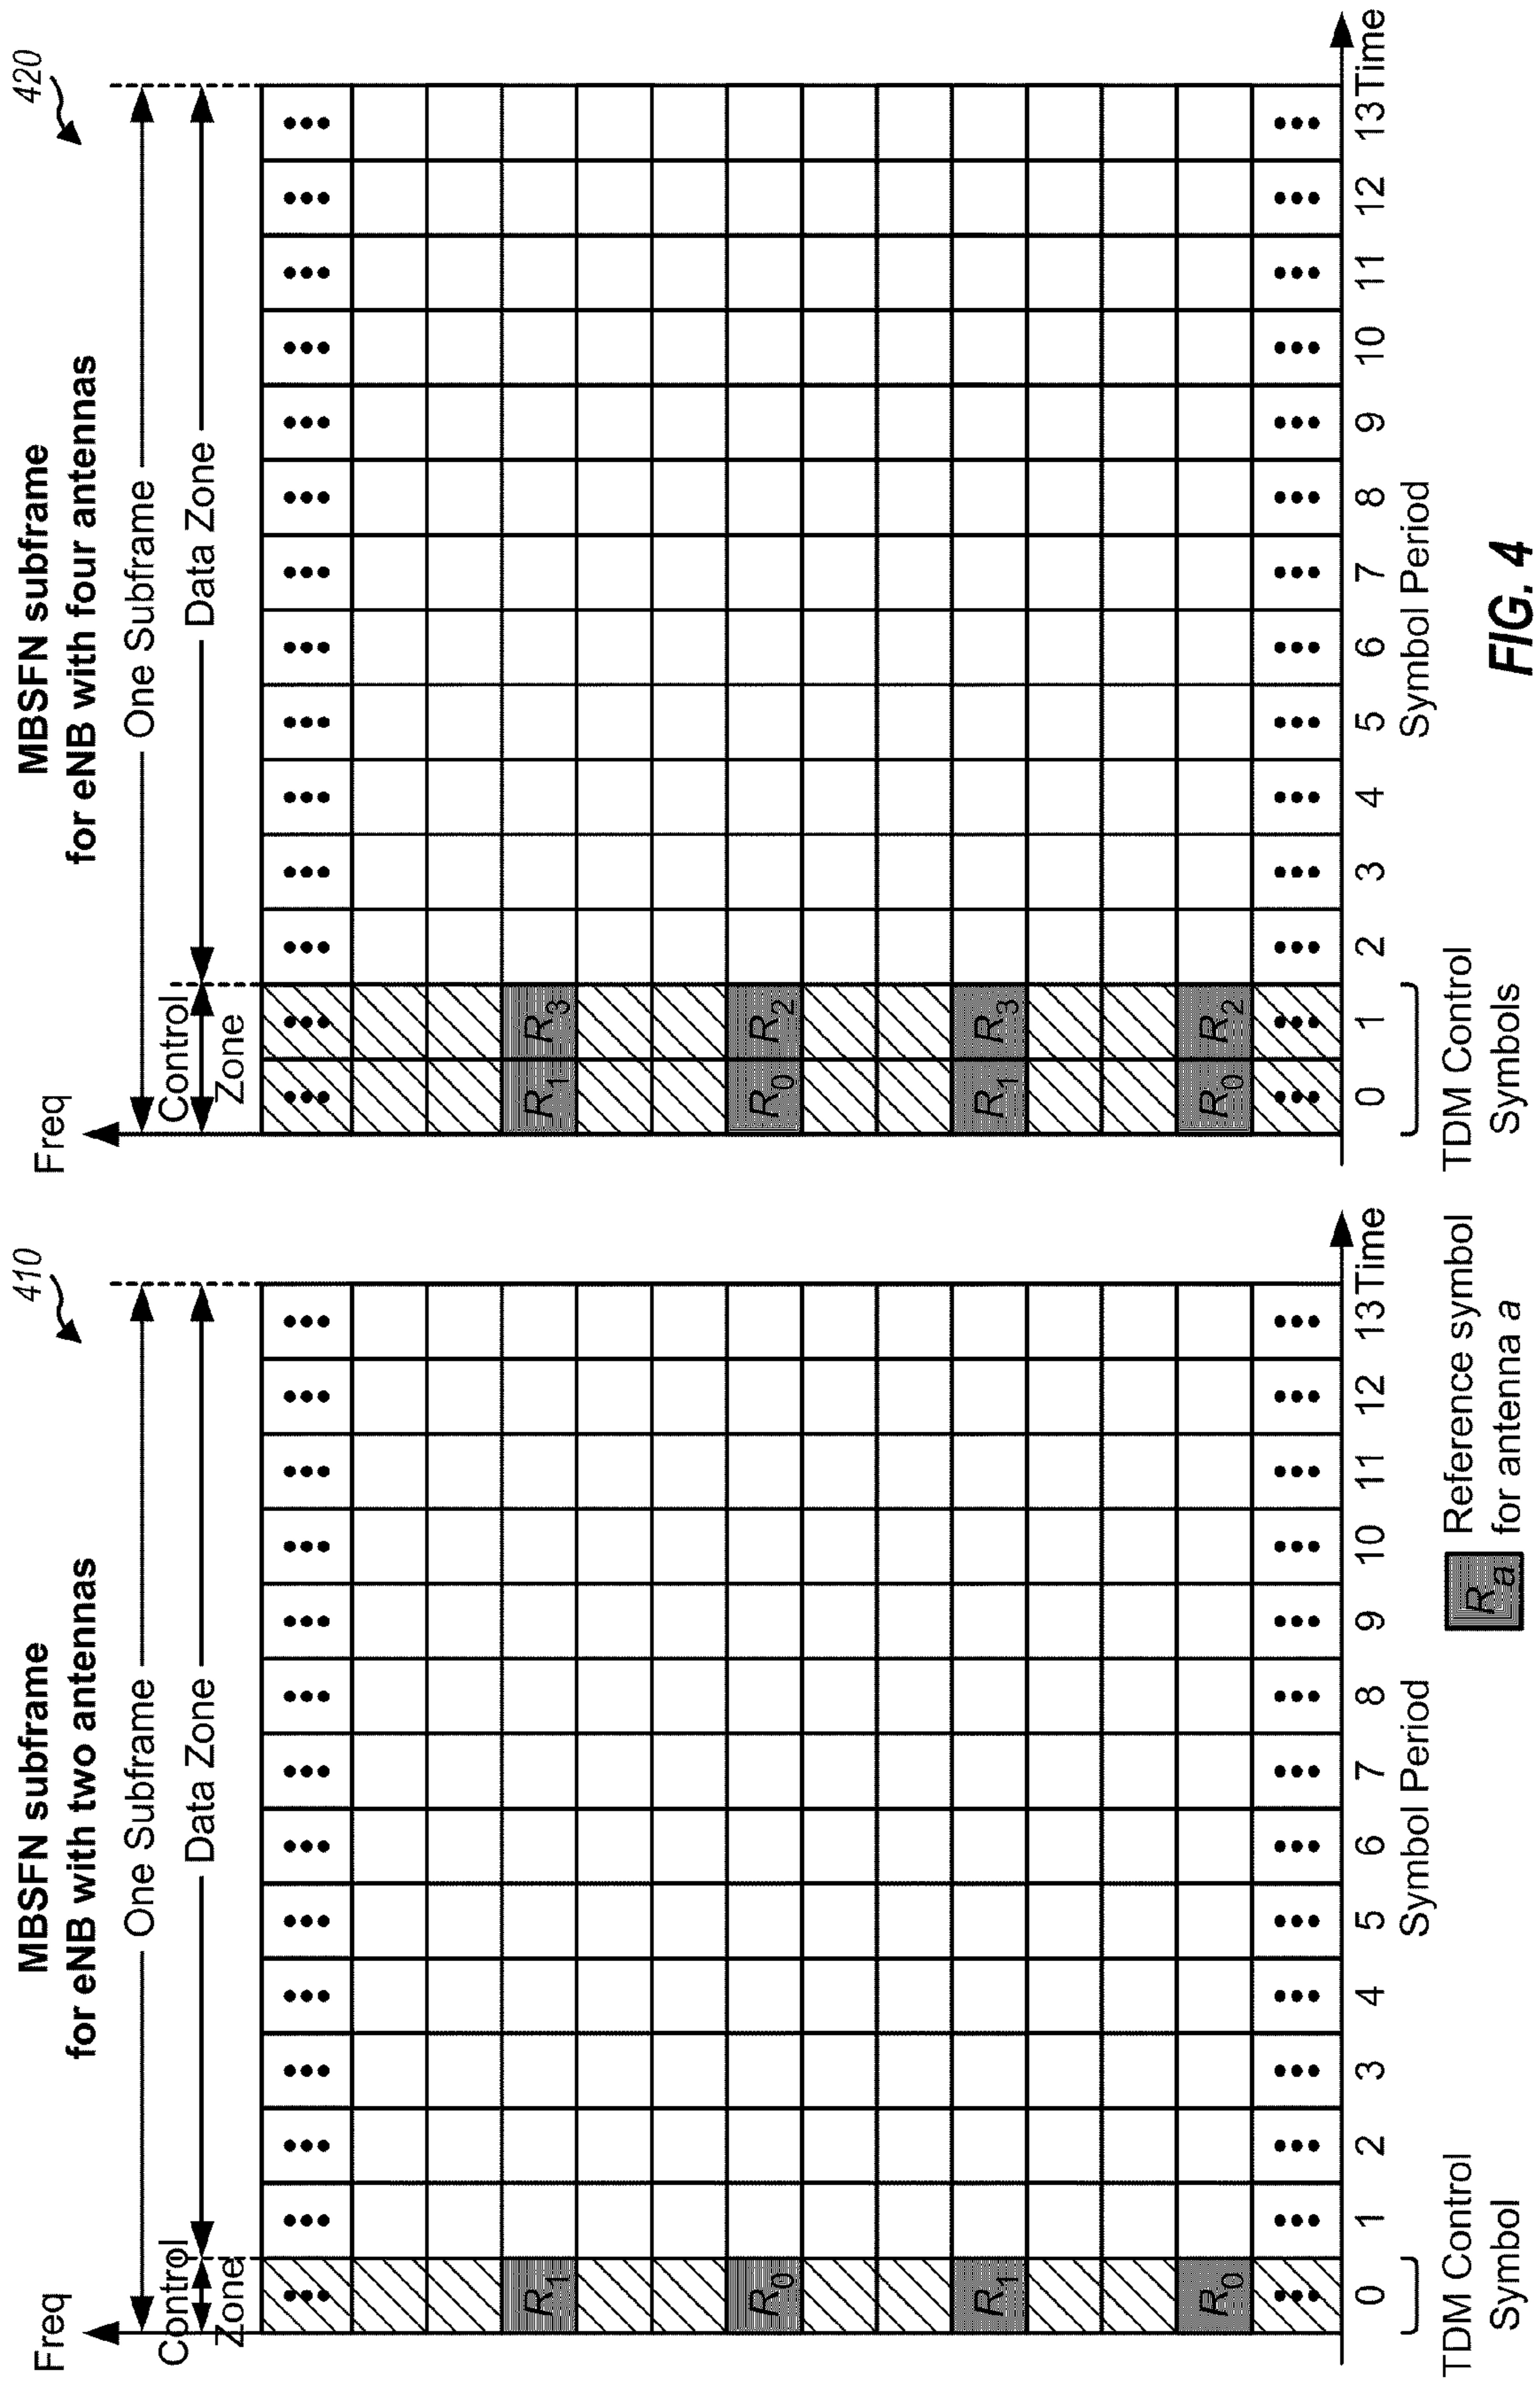 MBSFN subframe
for eNB with two antennas
410
One Subframe
Data Zone
Control
Zone
Freq
R1
R0
R1
R0
0 1 2 3 4 5 6 7 8 9 10 11 12 13 Time
Symbol Period
TDM Control
Symbol
Ra
Reference symbol
for antenna a
MBSFN subframe
for eNB with four antennas
420
One Subframe
Data Zone
Control
Zone
Freq
R1 R3
R0 R2
R1 R3
R0 R2
0 1 2 3 4 5 6 7 8 9 10 11 12 13 Time
Symbol Period
TDM Control
Symbols
FIG. 4